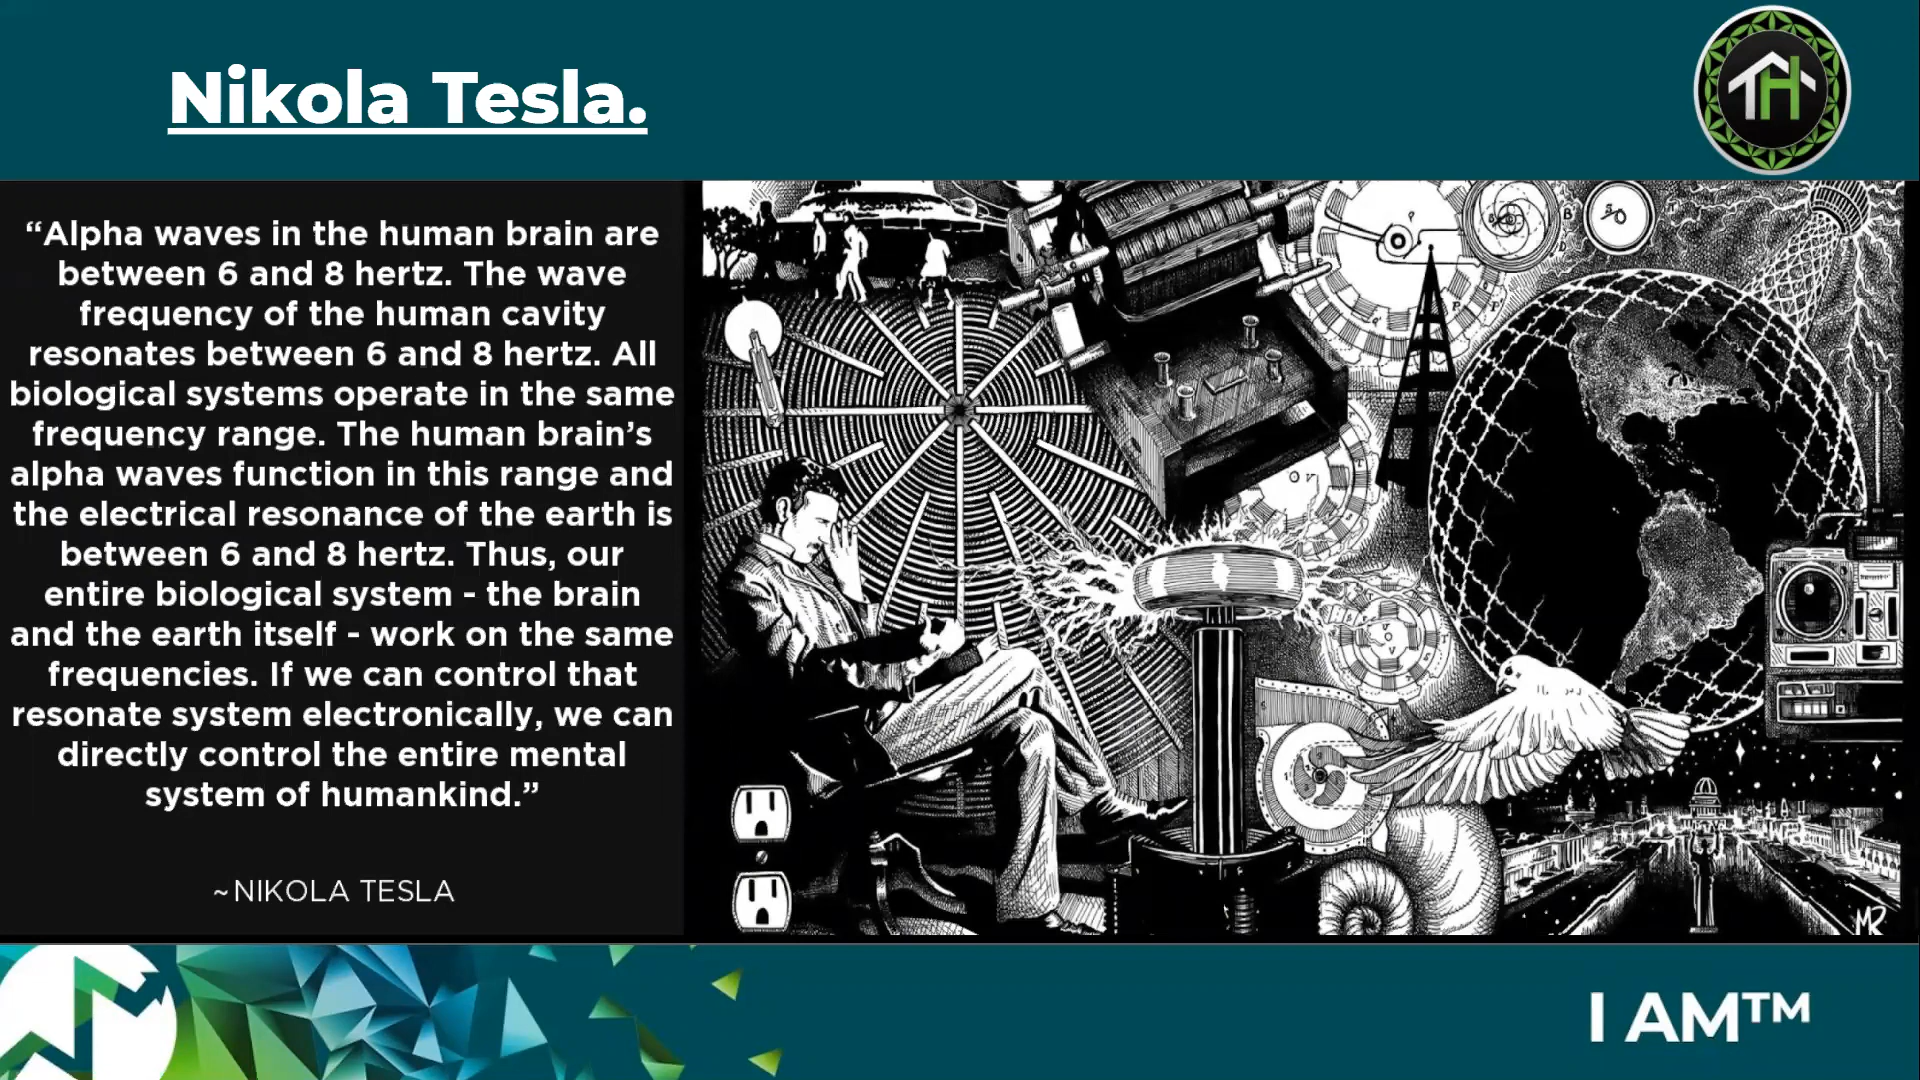 Nikola Tesla.
TH
“Alpha waves in the human brain are
between 6 and 8 hertz. The wave
frequency of the human cavity
resonates between 6 and 8 hertz. All
biological systems operate in the same
frequency range. The human brain’s
alpha waves function in this range and
the electrical resonance of the earth is
between 6 and 8 hertz. Thus, our
entire biological system - the brain
and the earth itself - work on the same
frequencies. If we can control that
resonate system electronically, we can
directly control the entire mental
system of humankind.”
~NIKOLA TESLA
I AM™